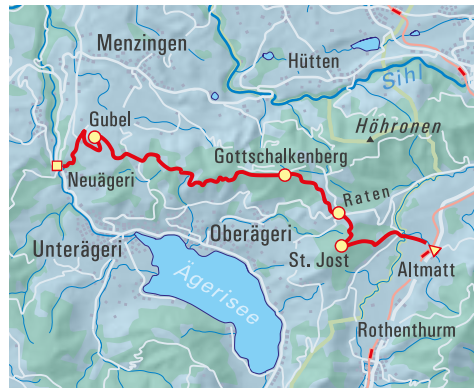 Menzingen
Hütten
Sihl
Gubel
Höhronen
Gottschalkenberg
Neuägeri
Raten
Oberägeri
Unterägeri
St. Jost
Ägerisee
Altmatt
Rothenthurm